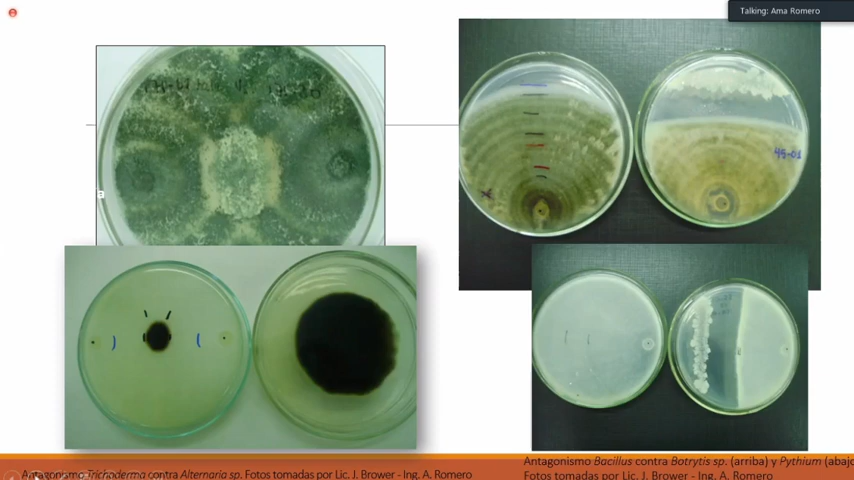 Talking: Ama Romero
45-01
Antagonismo Trichoderma contra Alternaria sp. Fotos tomadas por Lic. J. Brower - Ing. A. Romero
Antagonismo Bacillus contra Botrytis sp. (arriba) y Pythium (abajo
Fotos tomadas por Lic. J. Brower - Ing. A. Romero